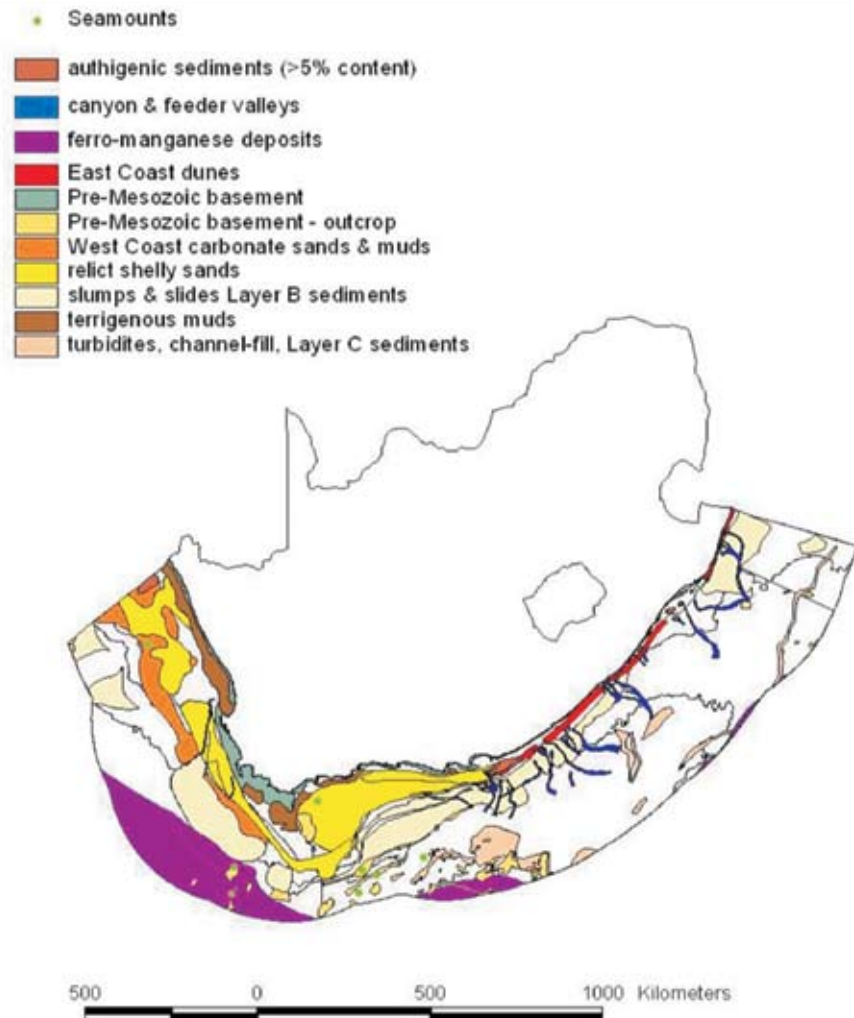 Seamounts
authigenic sediments (>5% content)
canyon & feeder valleys
ferro-manganese deposits
East Coast dunes
Pre-Mesozoic basement
Pre-Mesozoic basement - outcrop
West Coast carbonate sands & muds
relict shelly sands
slumps & slides Layer B sediments
terrigenous muds
turbidites, channel-fill, Layer C sediments
500 0 500 1000 Kilometers